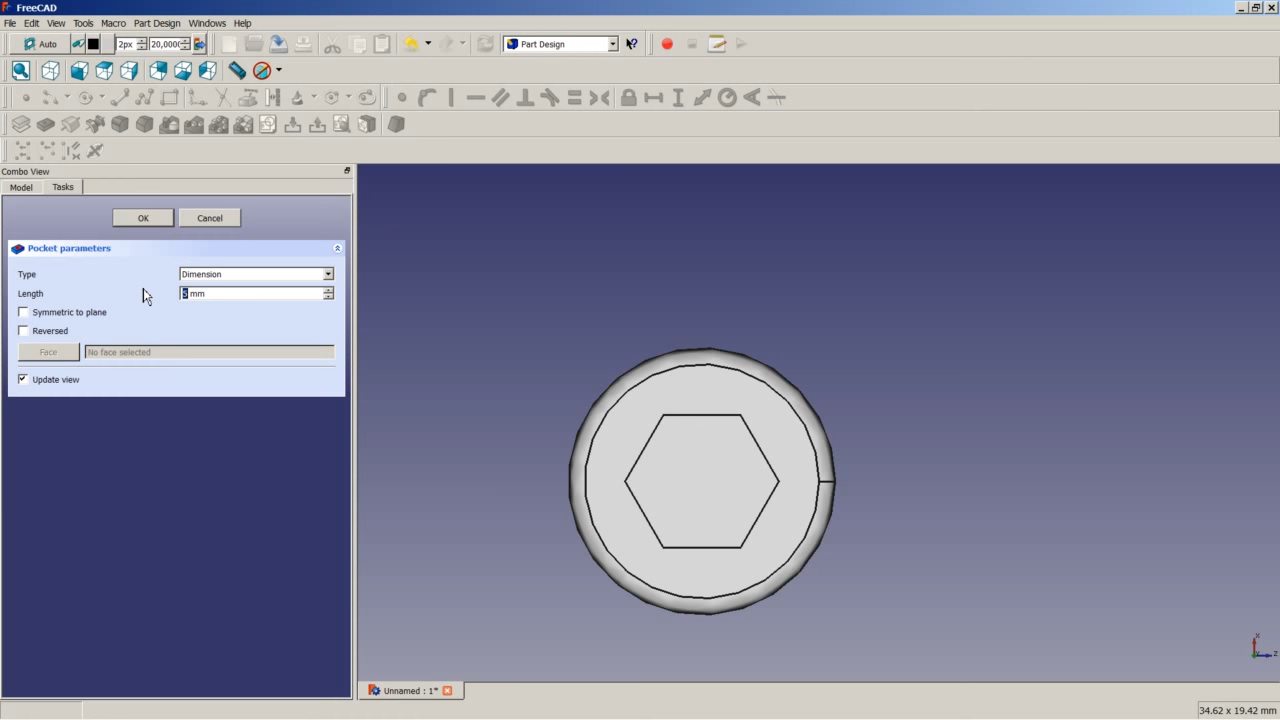 FreeCAD
File Edit View Tools Macro Part Design Windows Help
Auto 2px 20,000 Part Design
Combo View
Model Tasks
OK Cancel
Pocket parameters
Type Dimension
Length 5 mm
Symmetric to plane
Reversed
Face No face selected
Update view
Unnamed : 1*
34.62 x 19.42 mm